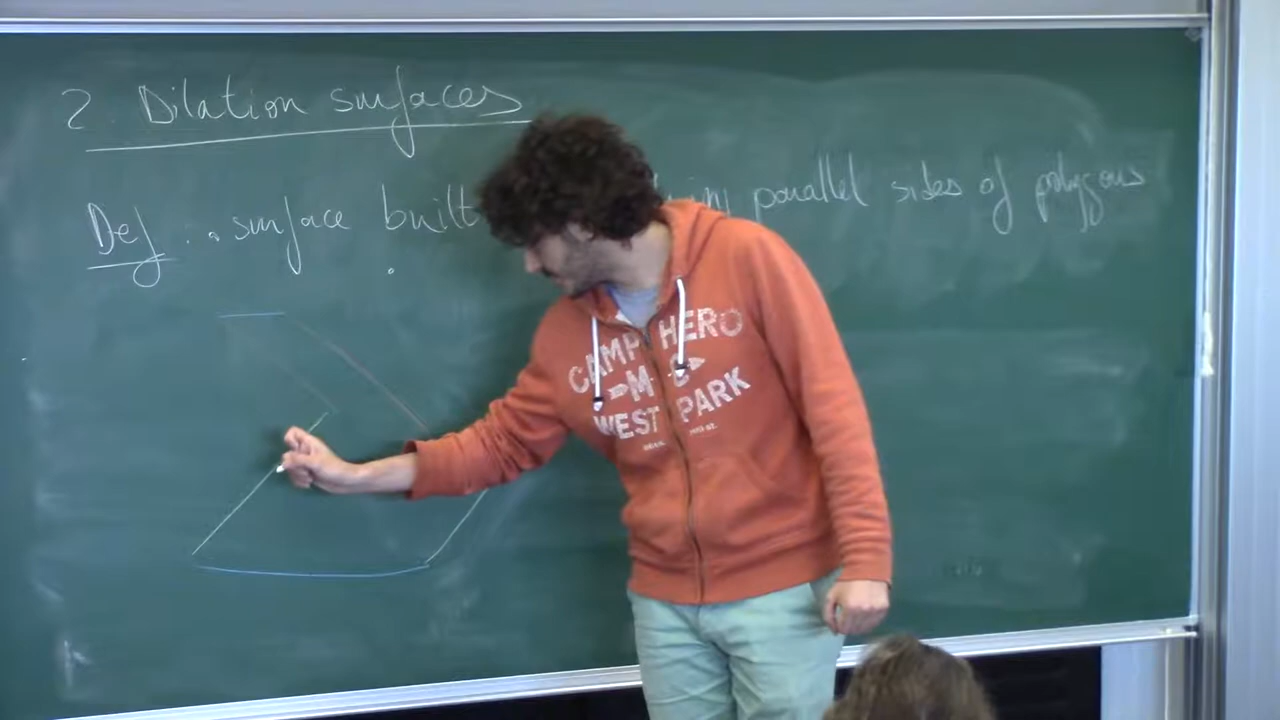 2. Dilation surfaces
Def : . surface built parallel sides of polygons
CAMP HERO
M C
WEST PARK